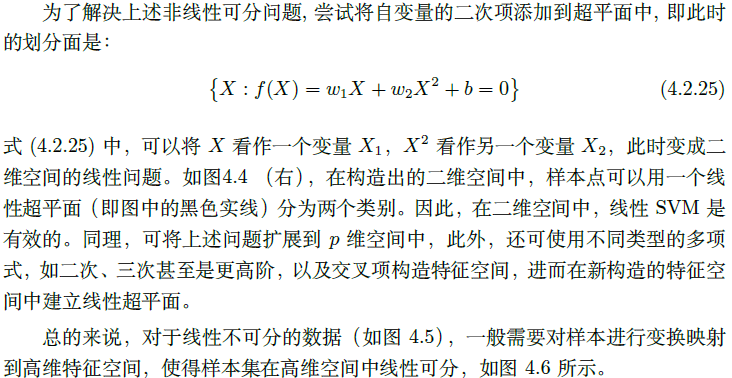 为了解决上述非线性可分问题, 尝试将自变量的二次项添加到超平面中, 即此时
的划分面是：
{X : f(X) = w₁X + w₂X² + b = 0} (4.2.25)
式 (4.2.25) 中，可以将 X 看作一个变量 X₁，X² 看作另一个变量 X₂，此时变成二
维空间的线性问题。如图4.4 （右），在构造出的二维空间中，样本点可以用一个线
性超平面（即图中的黑色实线）分为两个类别。因此，在二维空间中，线性 SVM 是
有效的。同理，可将上述问题扩展到 p 维空间中，此外，还可使用不同类型的多项
式，如二次、三次甚至是更高阶，以及交叉项构造特征空间，进而在新构造的特征空
间中建立线性超平面。
总的来说，对于线性不可分的数据（如图 4.5），一般需要对样本进行变换映射
到高维特征空间，使得样本集在高维空间中线性可分，如图 4.6 所示。